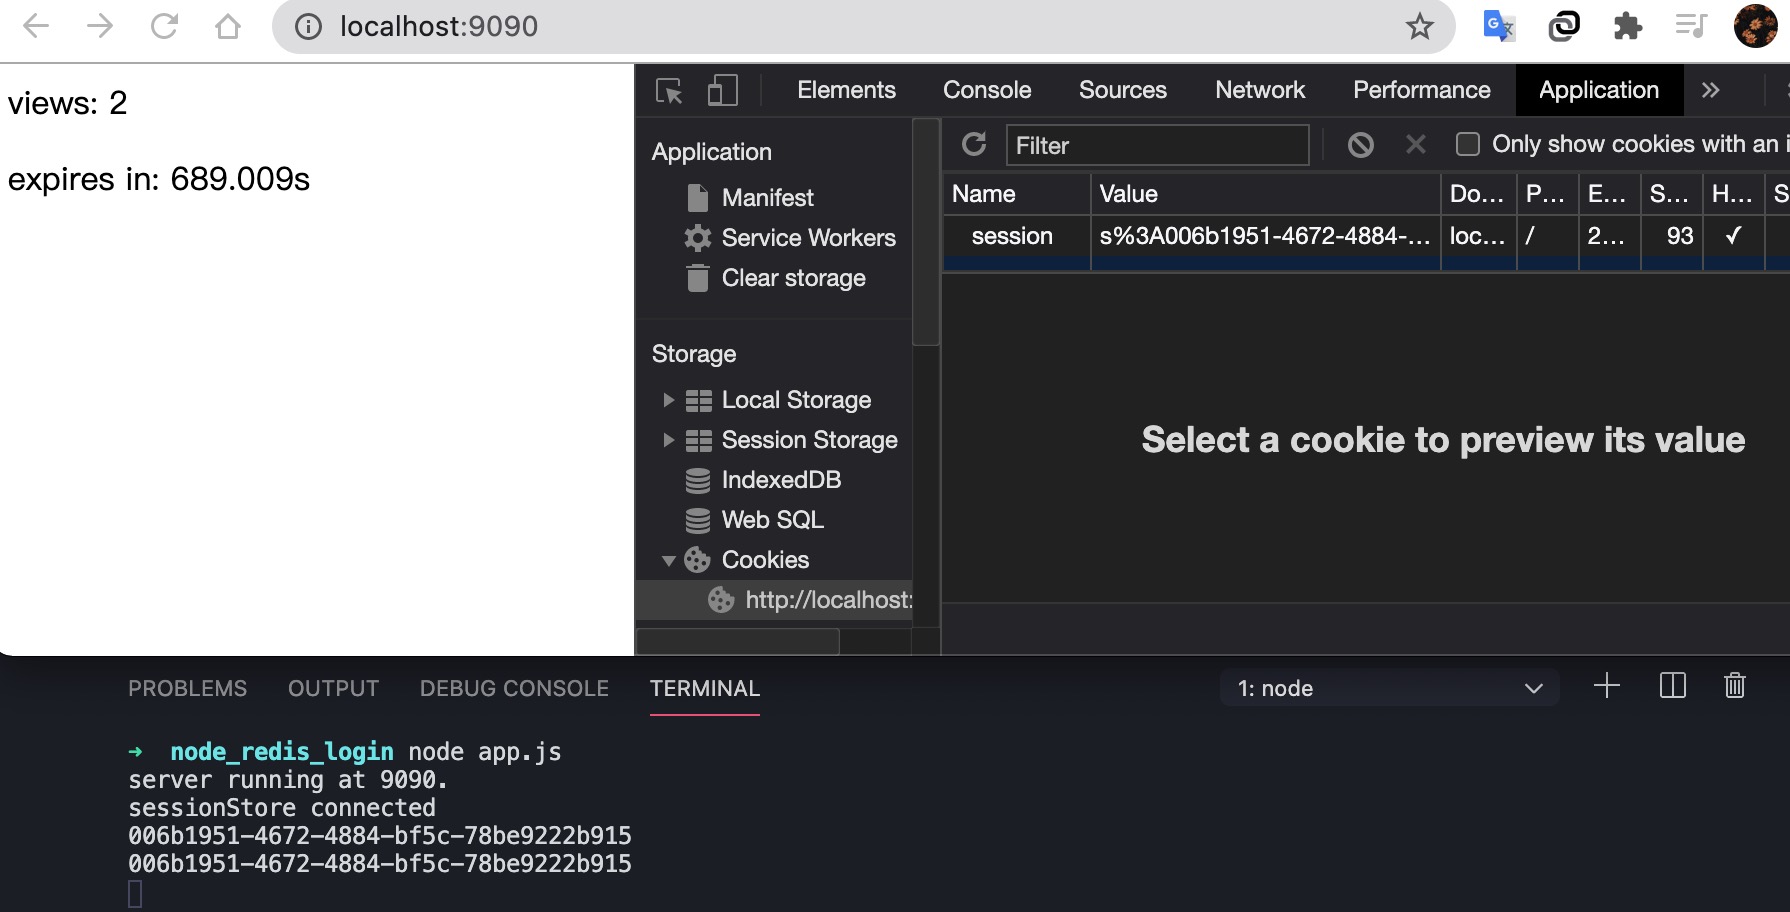 localhost:9090
views: 2
expires in: 689.009s
Elements Console Sources Network Performance Application »
Application
Manifest
Service Workers
Clear storage
Storage
Local Storage
Session Storage
IndexedDB
Web SQL
Cookies
http://localhost:
Filter
Only show cookies with an i
Name Value Do... P... E... S... H... S
session s%3A006b1951-4672-4884-... loc... / 2... 93 ✓
Select a cookie to preview its value
PROBLEMS OUTPUT DEBUG CONSOLE TERMINAL 1: node
→ node_redis_login node app.js
server running at 9090.
sessionStore connected
006b1951-4672-4884-bf5c-78be9222b915
006b1951-4672-4884-bf5c-78be9222b915